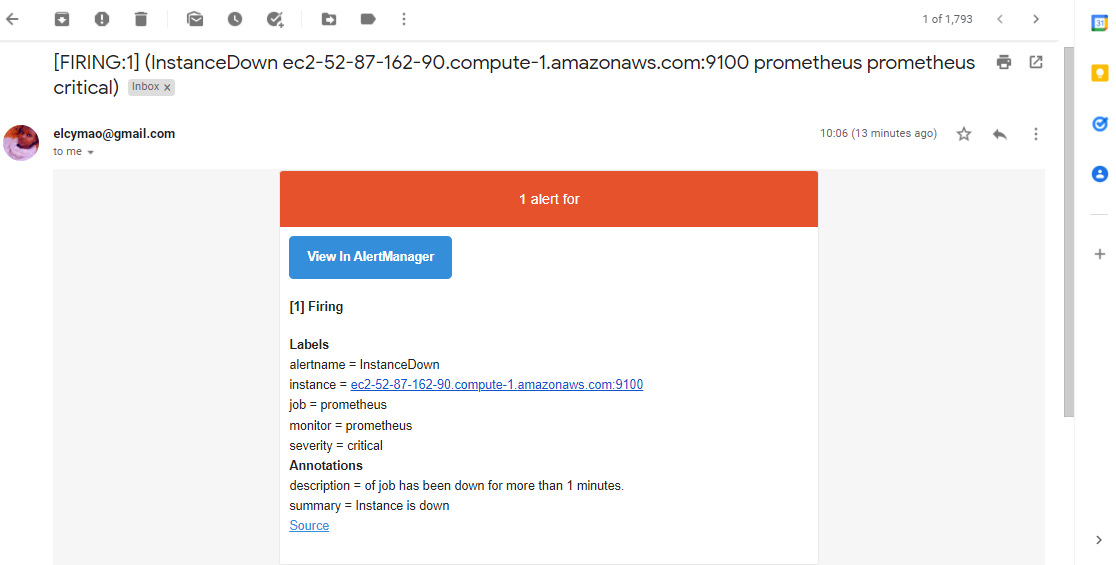 1 of 1,793
31
[FIRING:1] (InstanceDown ec2-52-87-162-90.compute-1.amazonaws.com:9100 prometheus prometheus
critical) Inbox x
elcymao@gmail.com 10:06 (13 minutes ago)
to me
1 alert for
View In AlertManager
[1] Firing
Labels
alertname = InstanceDown
instance = ec2-52-87-162-90.compute-1.amazonaws.com:9100
job = prometheus
monitor = prometheus
severity = critical
Annotations
description = of job has been down for more than 1 minutes.
summary = Instance is down
Source